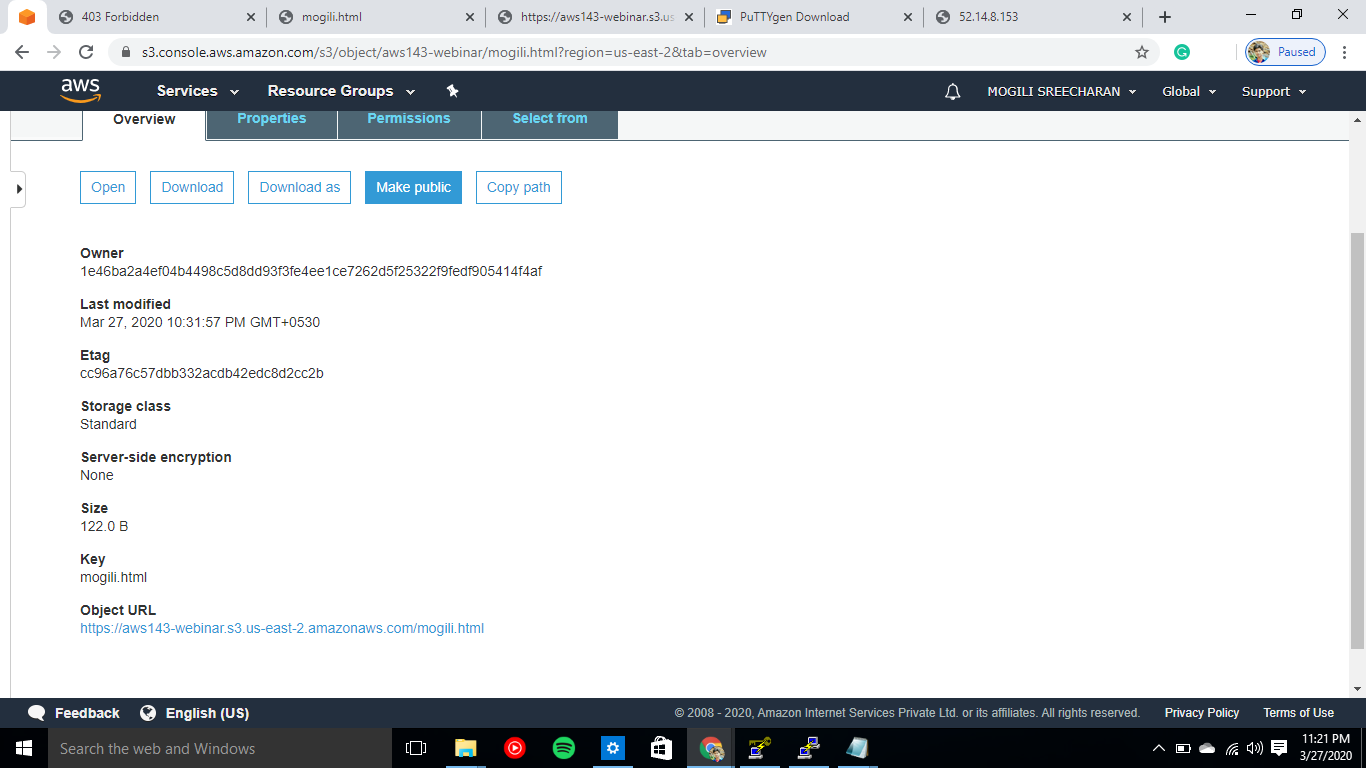 403 Forbidden
mogili.html
https://aws143-webinar.s3.us
PuTTYgen Download
52.14.8.153
s3.console.aws.amazon.com/s3/object/aws143-webinar/mogili.html?region=us-east-2&tab=overview
Paused
aws
Services
Resource Groups
MOGILI SREECHARAN
Global
Support
Overview
Properties
Permissions
Select from
Open
Download
Download as
Make public
Copy path
Owner
1e46ba2a4ef04b4498c5d8dd93f3fe4ee1ce7262d5f25322f9fedf905414f4af
Last modified
Mar 27, 2020 10:31:57 PM GMT+0530
Etag
cc96a76c57dbb332acdb42edc8d2cc2b
Storage class
Standard
Server-side encryption
None
Size
122.0 B
Key
mogili.html
Object URL
https://aws143-webinar.s3.us-east-2.amazonaws.com/mogili.html
Feedback
English (US)
© 2008 - 2020, Amazon Internet Services Private Ltd. or its affiliates. All rights reserved.
Privacy Policy
Terms of Use
Search the web and Windows
11:21 PM
3/27/2020